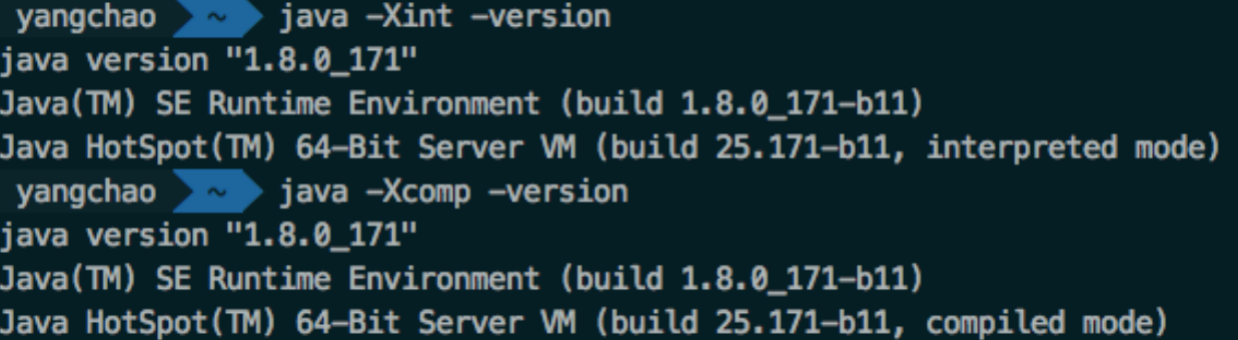 yangchao ~ java -Xint -version
java version "1.8.0_171"
Java(TM) SE Runtime Environment (build 1.8.0_171-b11)
Java HotSpot(TM) 64-Bit Server VM (build 25.171-b11, interpreted mode)
yangchao ~ java -Xcomp -version
java version "1.8.0_171"
Java(TM) SE Runtime Environment (build 1.8.0_171-b11)
Java HotSpot(TM) 64-Bit Server VM (build 25.171-b11, compiled mode)